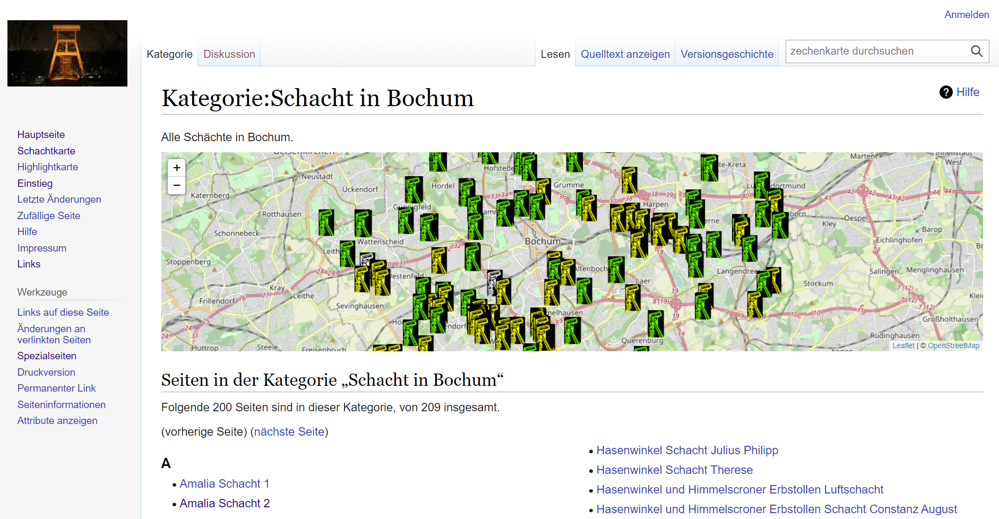 Anmelden
Kategorie
Diskussion
Lesen
Quelltext anzeigen
Versionsgeschichte
zechenkarte durchsuchen
Kategorie:Schacht in Bochum
Hilfe
Hauptseite
Schachtkarte
Highlightkarte
Einstieg
Letzte Änderungen
Zufällige Seite
Hilfe
Impressum
Links
Werkzeuge
Links auf diese Seite
Änderungen an
verlinkten Seiten
Spezialseiten
Druckversion
Permanenter Link
Seiteninformationen
Attribute anzeigen
Alle Schächte in Bochum.
+
−
Marten
West
Neustadt
Hofstede
Hordel
Grumme
Ückendorf
Katernberg
Harpen
Rotthausen
Oespel
Kley
Barop
Schonnebeck
Bochum
Wattenscheid
Eichlinghofen
Stoppenberg
Altenboch
Langendree
Salingen
Menglinghausen
Laer
Westenfeld
Kray
Leithe
Stockum
Frillendorf
Sevinghausen
Großholthausen
Querenburg
Rüdinghausen
Huttrop
Steele
Freisenbruch
Leaflet | © OpenStreetMap
Seiten in der Kategorie „Schacht in Bochum“
Folgende 200 Seiten sind in dieser Kategorie, von 209 insgesamt.
(vorherige Seite) (nächste Seite)
A
Amalia Schacht 1
Amalia Schacht 2
Hasenwinkel Schacht Julius Philipp
Hasenwinkel Schacht Therese
Hasenwinkel und Himmelscroner Erbstollen Luftschacht
Hasenwinkel und Himmelscroner Erbstollen Schacht Constanz August